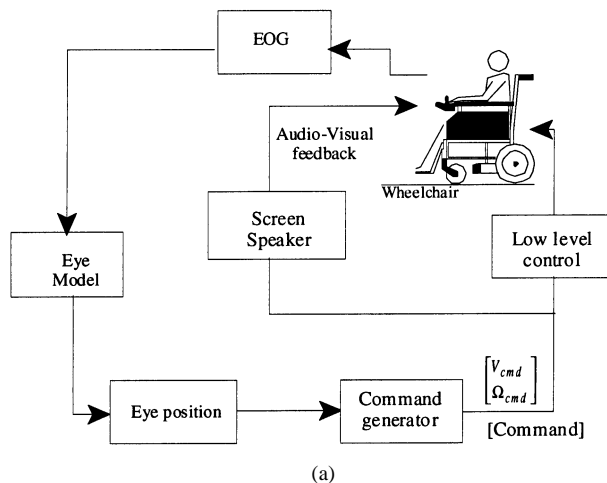 EOG
Audio-Visual
feedback
Wheelchair
Screen
Speaker
Low level
control
Eye
Model
Eye position
Command
generator
V_cmd
Ω_cmd
[Command]
(a)